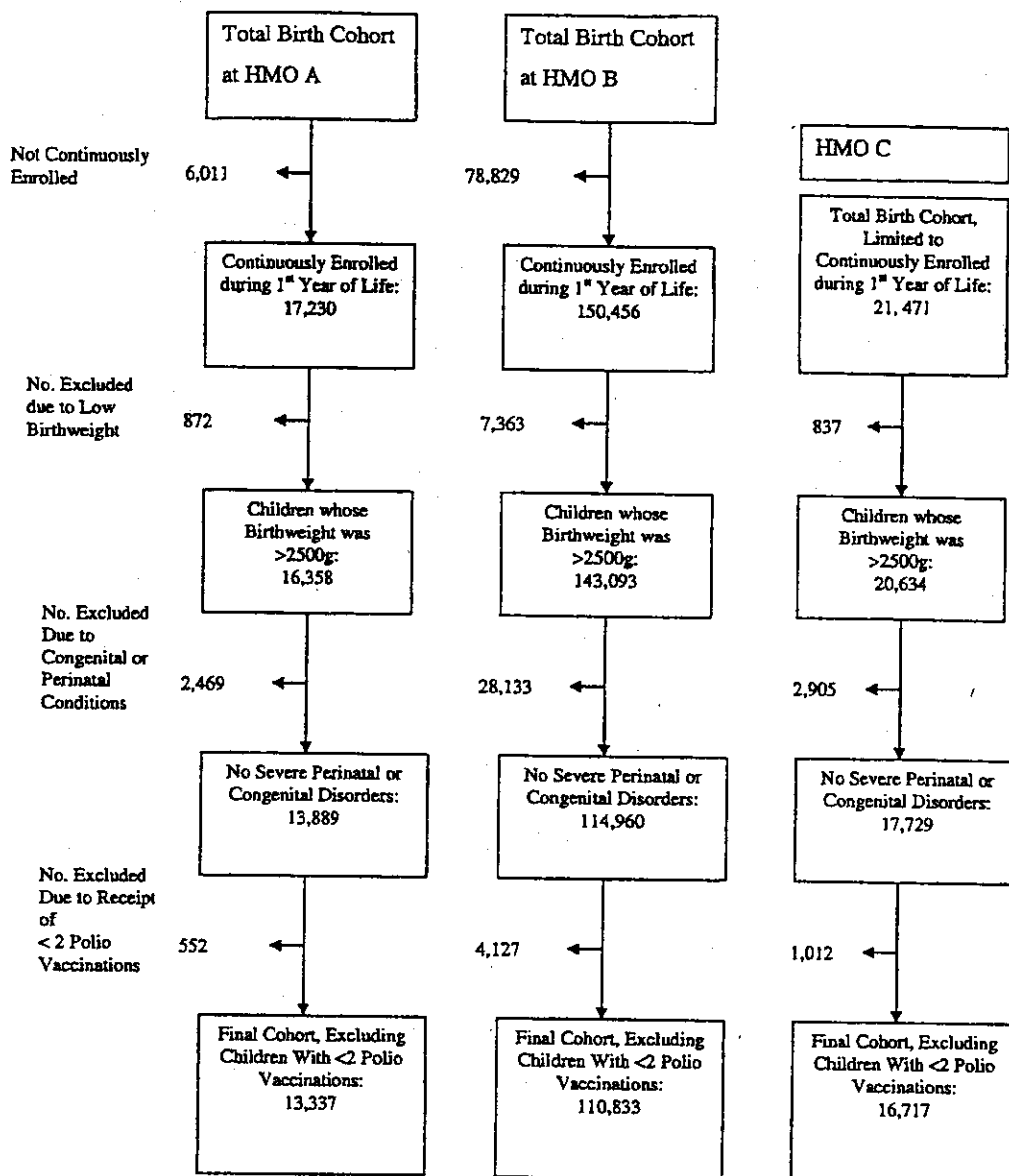 Total Birth Cohort
at HMO A
Total Birth Cohort
at HMO B
HMO C
Not Continuously
Enrolled
6,011
78,829
Total Birth Cohort,
Limited to
Continuously Enrolled
during 1st Year of Life:
21, 471
Continuously Enrolled
during 1st Year of Life:
17,230
Continuously Enrolled
during 1st Year of Life:
150,456
No. Excluded
due to Low
Birthweight
872
7,363
837
Children whose
Birthweight was
>2500g:
16,358
Children whose
Birthweight was
>2500g:
143,093
Children whose
Birthweight was
>2500g:
20,634
No. Excluded
Due to
Congenital or
Perinatal
Conditions
2,469
28,133
2,905
No Severe Perinatal or
Congenital Disorders:
13,889
No Severe Perinatal or
Congenital Disorders:
114,960
No Severe Perinatal or
Congenital Disorders:
17,729
No. Excluded
Due to Receipt
of
< 2 Polio
Vaccinations
552
4,127
1,012
Final Cohort, Excluding
Children With <2 Polio
Vaccinations:
13,337
Final Cohort, Excluding
Children With <2 Polio
Vaccinations:
110,833
Final Cohort, Excluding
Children With <2 Polio
Vaccinations:
16,717